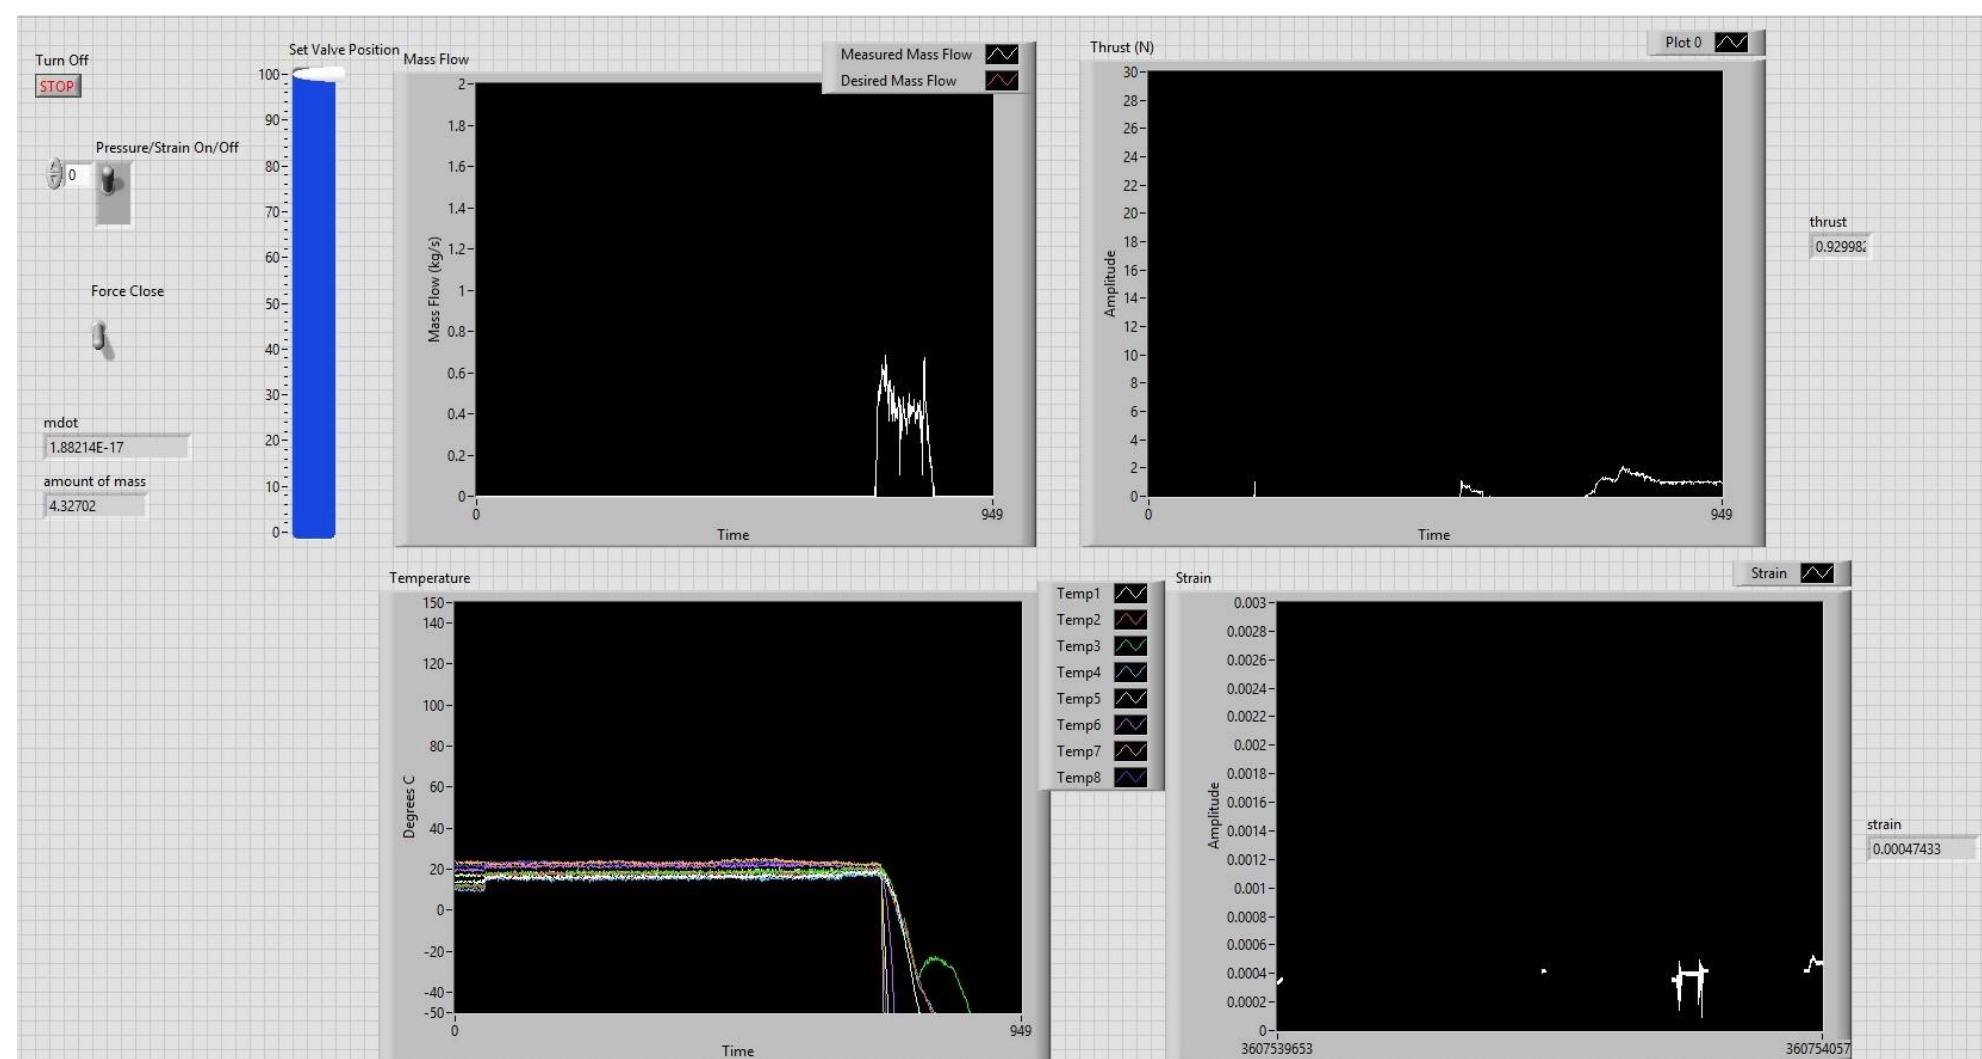 Turn Off
STOP
Pressure/Strain On/Off
0
Force Close
mdot
1.88214E-17
amount of mass
4.32702
Set Valve Position
100
90
80
70
60
50
40
30
20
10
0
Mass Flow
Measured Mass Flow
Desired Mass Flow
Mass Flow (kg/s)
2
1.8
1.6
1.4
1.2
1
0.8
0.6
0.4
0.2
0
0
949
Time
Thrust (N)
Plot 0
Amplitude
30
28
26
24
22
20
18
16
14
12
10
8
6
4
2
0
0
949
Time
thrust
0.929982
Temperature
Temp1
Temp2
Temp3
Temp4
Temp5
Temp6
Temp7
Temp8
Degrees C
150
140
120
100
80
60
40
20
0
-20
-40
-50
0
949
Time
Strain
Strain
Amplitude
0.003
0.0028
0.0026
0.0024
0.0022
0.002
0.0018
0.0016
0.0014
0.0012
0.001
0.0008
0.0006
0.0004
0.0002
0
3607539653
360754057
strain
0.00047433